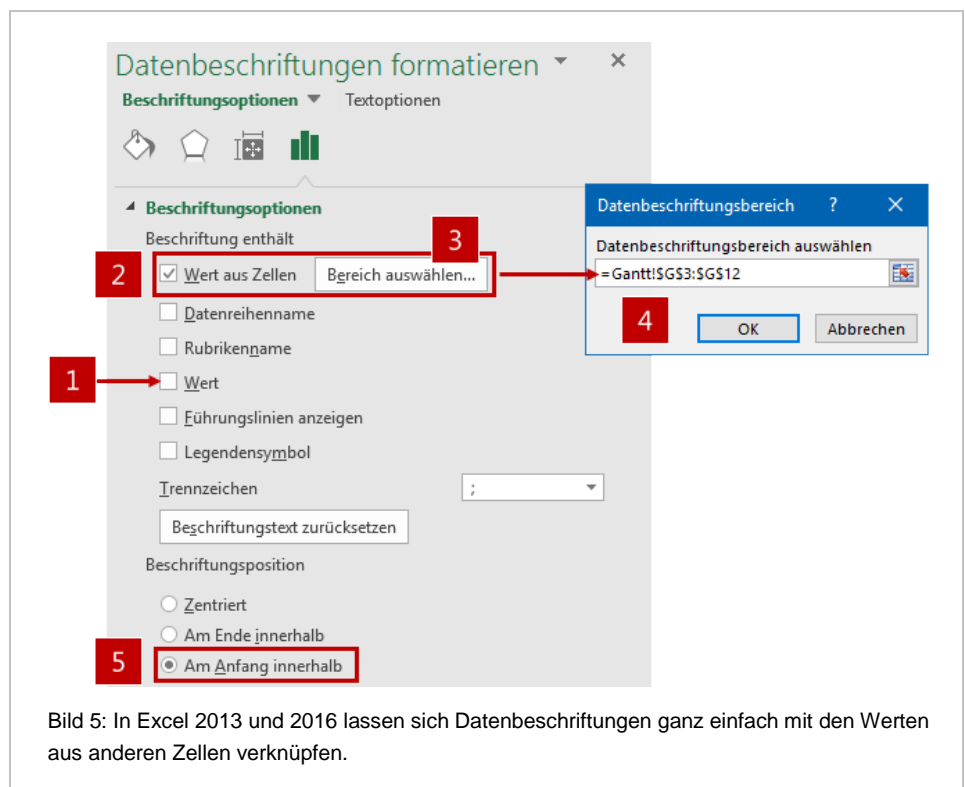 Datenbeschriftungen formatieren
Beschriftungsoptionen Textoptionen
Beschriftungsoptionen
Beschriftung enthält
3
2 Wert aus Zellen Bereich auswählen...
Datenreihenname
Rubrikenname
1 Wert
Führungslinien anzeigen
Legendensymbol
Trennzeichen ;
Beschriftungstext zurücksetzen
Beschriftungsposition
Zentriert
Am Ende innerhalb
5 Am Anfang innerhalb
Datenbeschriftungsbereich ?
Datenbeschriftungsbereich auswählen
=Gantt!$G$3:$G$12
4 OK Abbrechen
Bild 5: In Excel 2013 und 2016 lassen sich Datenbeschriftungen ganz einfach mit den Werten
aus anderen Zellen verknüpfen.